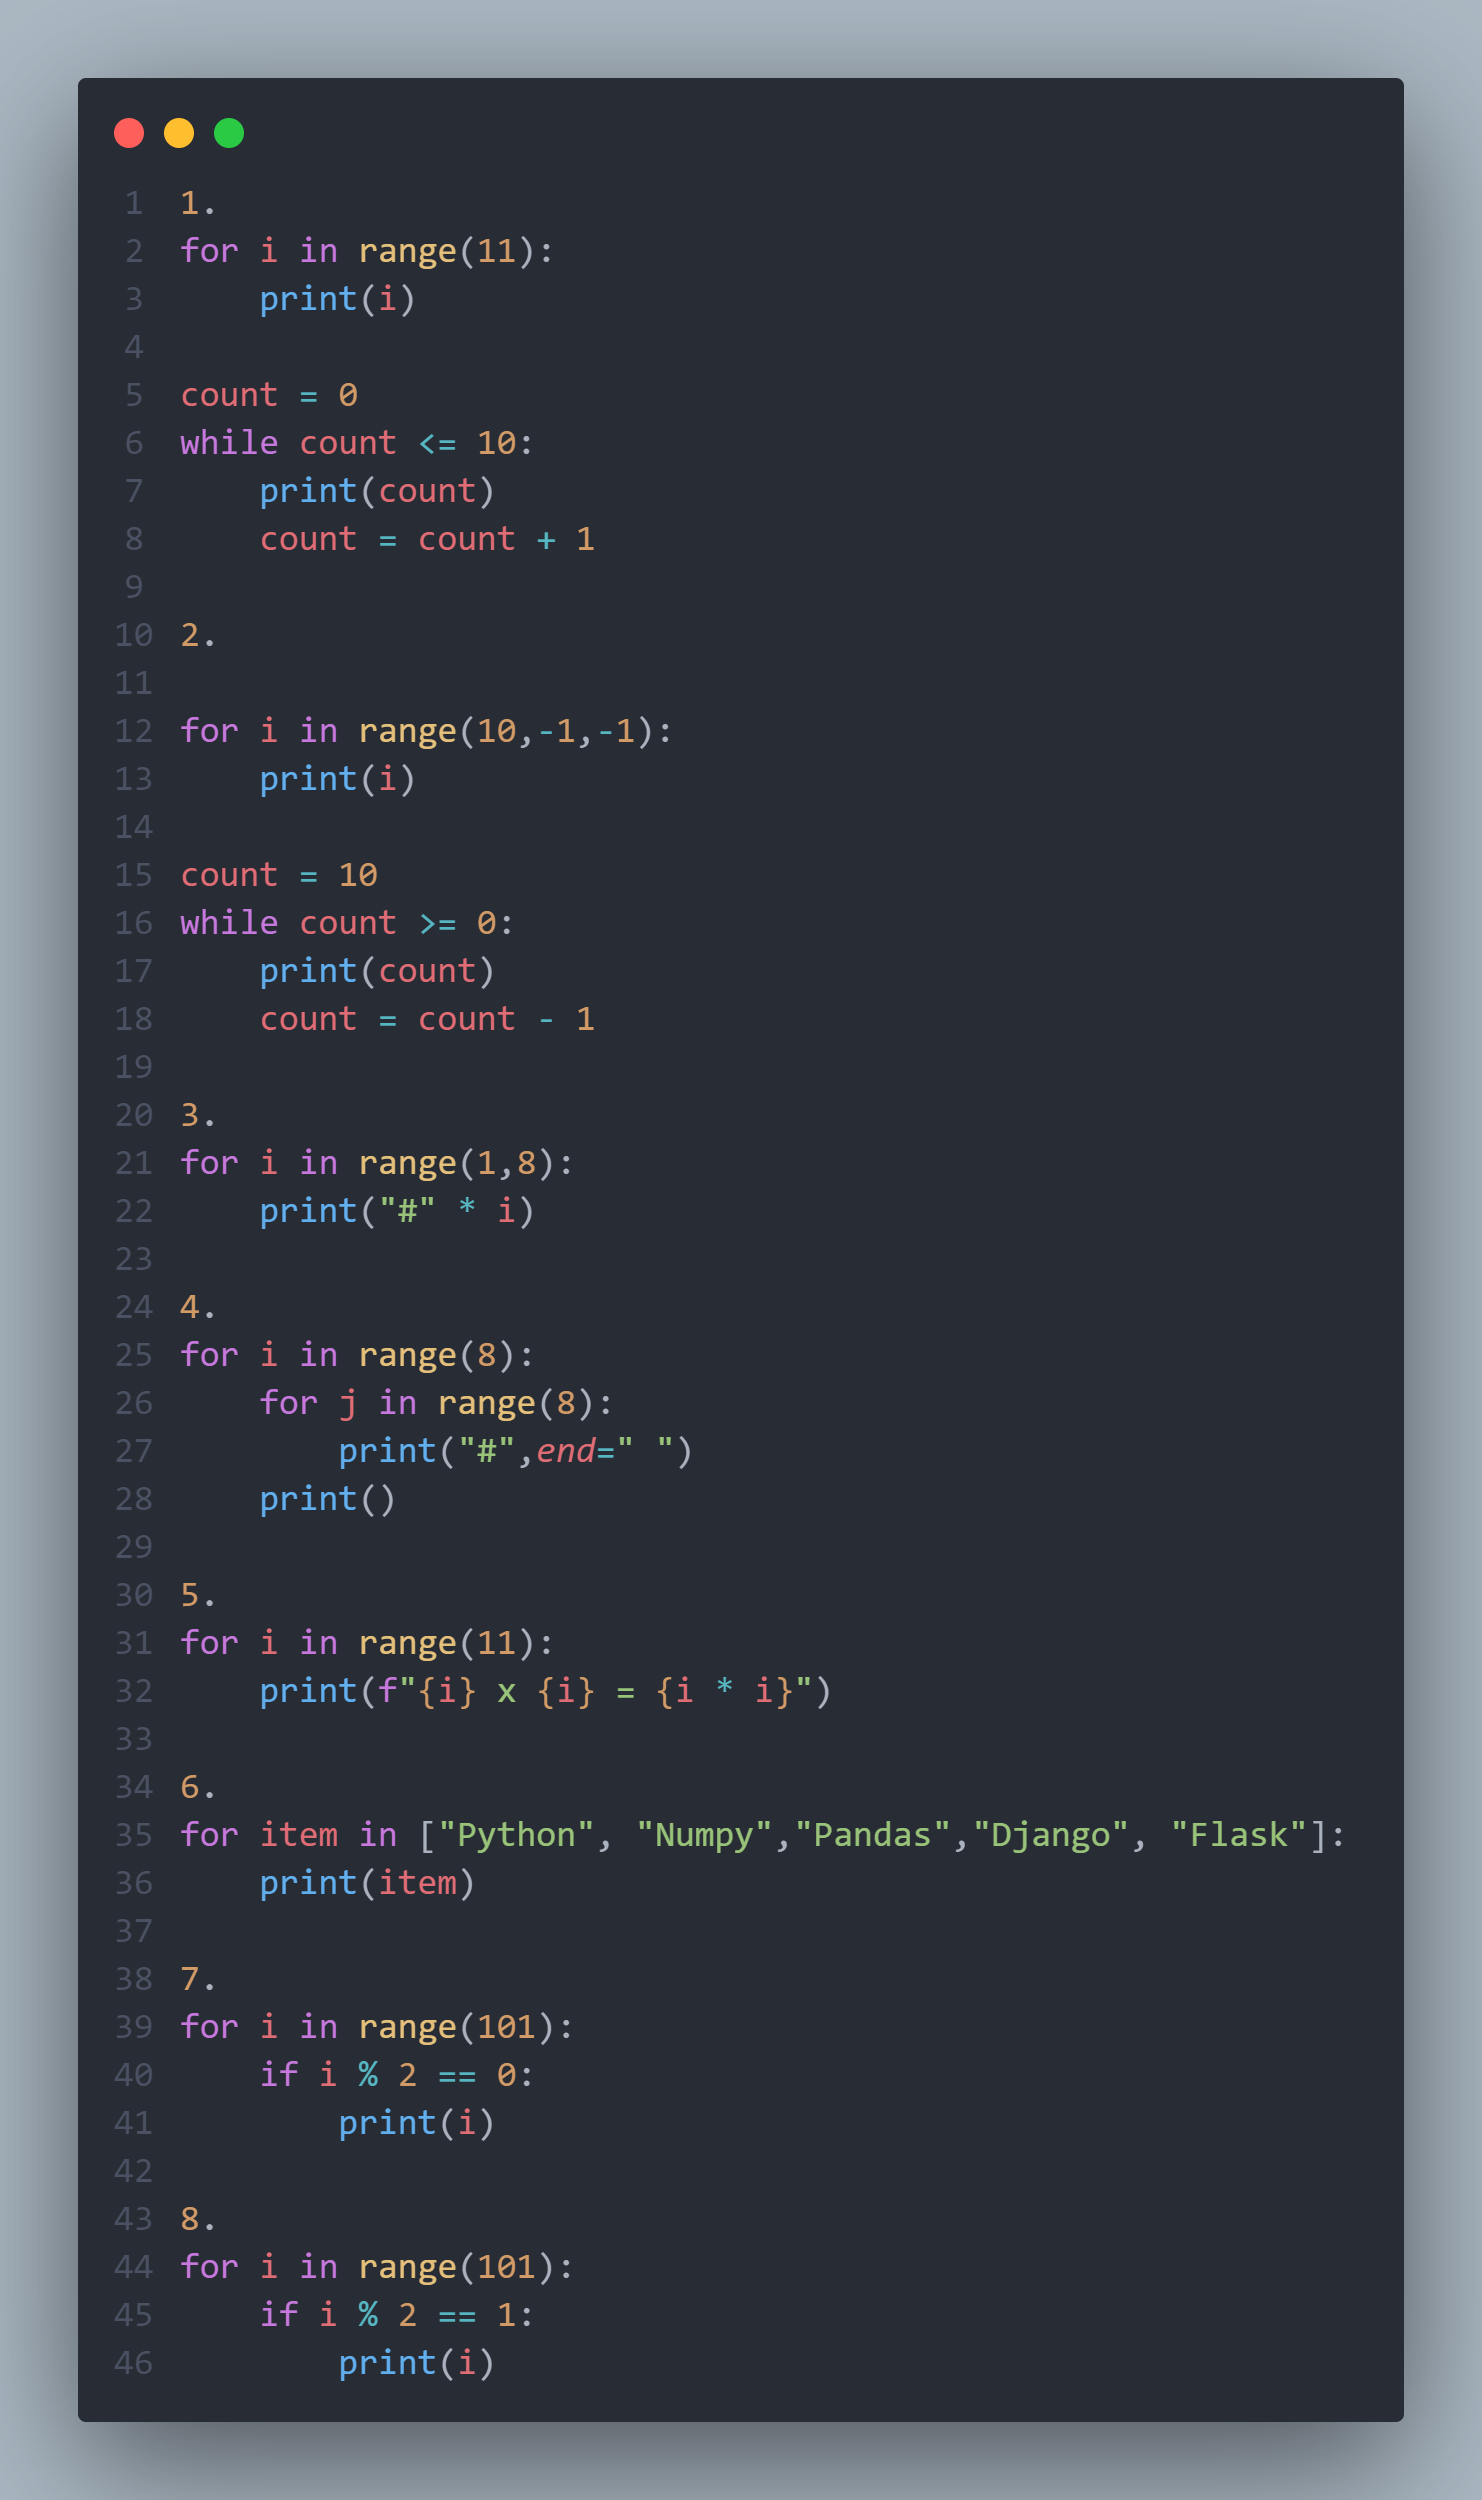 1 1.
2 for i in range(11):
3     print(i)
4
5 count = 0
6 while count <= 10:
7     print(count)
8     count = count + 1
9
10 2.
11
12 for i in range(10,-1,-1):
13     print(i)
14
15 count = 10
16 while count >= 0:
17     print(count)
18     count = count - 1
19
20 3.
21 for i in range(1,8):
22     print("#" * i)
23
24 4.
25 for i in range(8):
26     for j in range(8):
27         print("#",end=" ")
28     print()
29
30 5.
31 for i in range(11):
32     print(f"{i} x {i} = {i * i}")
33
34 6.
35 for item in ["Python", "Numpy","Pandas","Django", "Flask"]:
36     print(item)
37
38 7.
39 for i in range(101):
40     if i % 2 == 0:
41         print(i)
42
43 8.
44 for i in range(101):
45     if i % 2 == 1:
46         print(i)